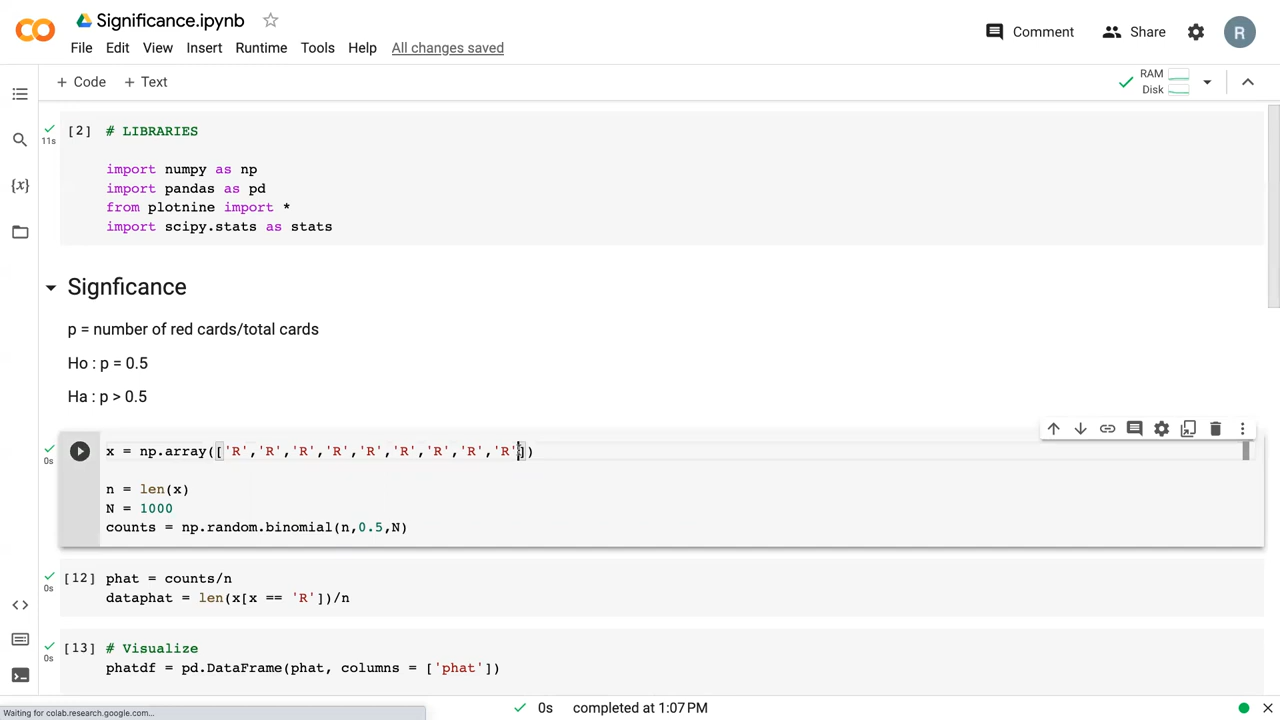 Significance.ipynb
File Edit View Insert Runtime Tools Help All changes saved
Comment Share R
+ Code + Text
RAM
Disk
[2] # LIBRARIES
11s
import numpy as np
import pandas as pd
from plotnine import *
import scipy.stats as stats
{x}
Signficance
p = number of red cards/total cards
Ho : p = 0.5
Ha : p > 0.5
x = np.array(['R','R','R','R','R','R','R','R','R'])
0s
n = len(x)
N = 1000
counts = np.random.binomial(n,0.5,N)
[12] phat = counts/n
0s
dataphat = len(x[x == 'R'])/n
[13] # Visualize
0s
phatdf = pd.DataFrame(phat, columns = ['phat'])
0s completed at 1:07 PM
Waiting for colab.research.google.com...